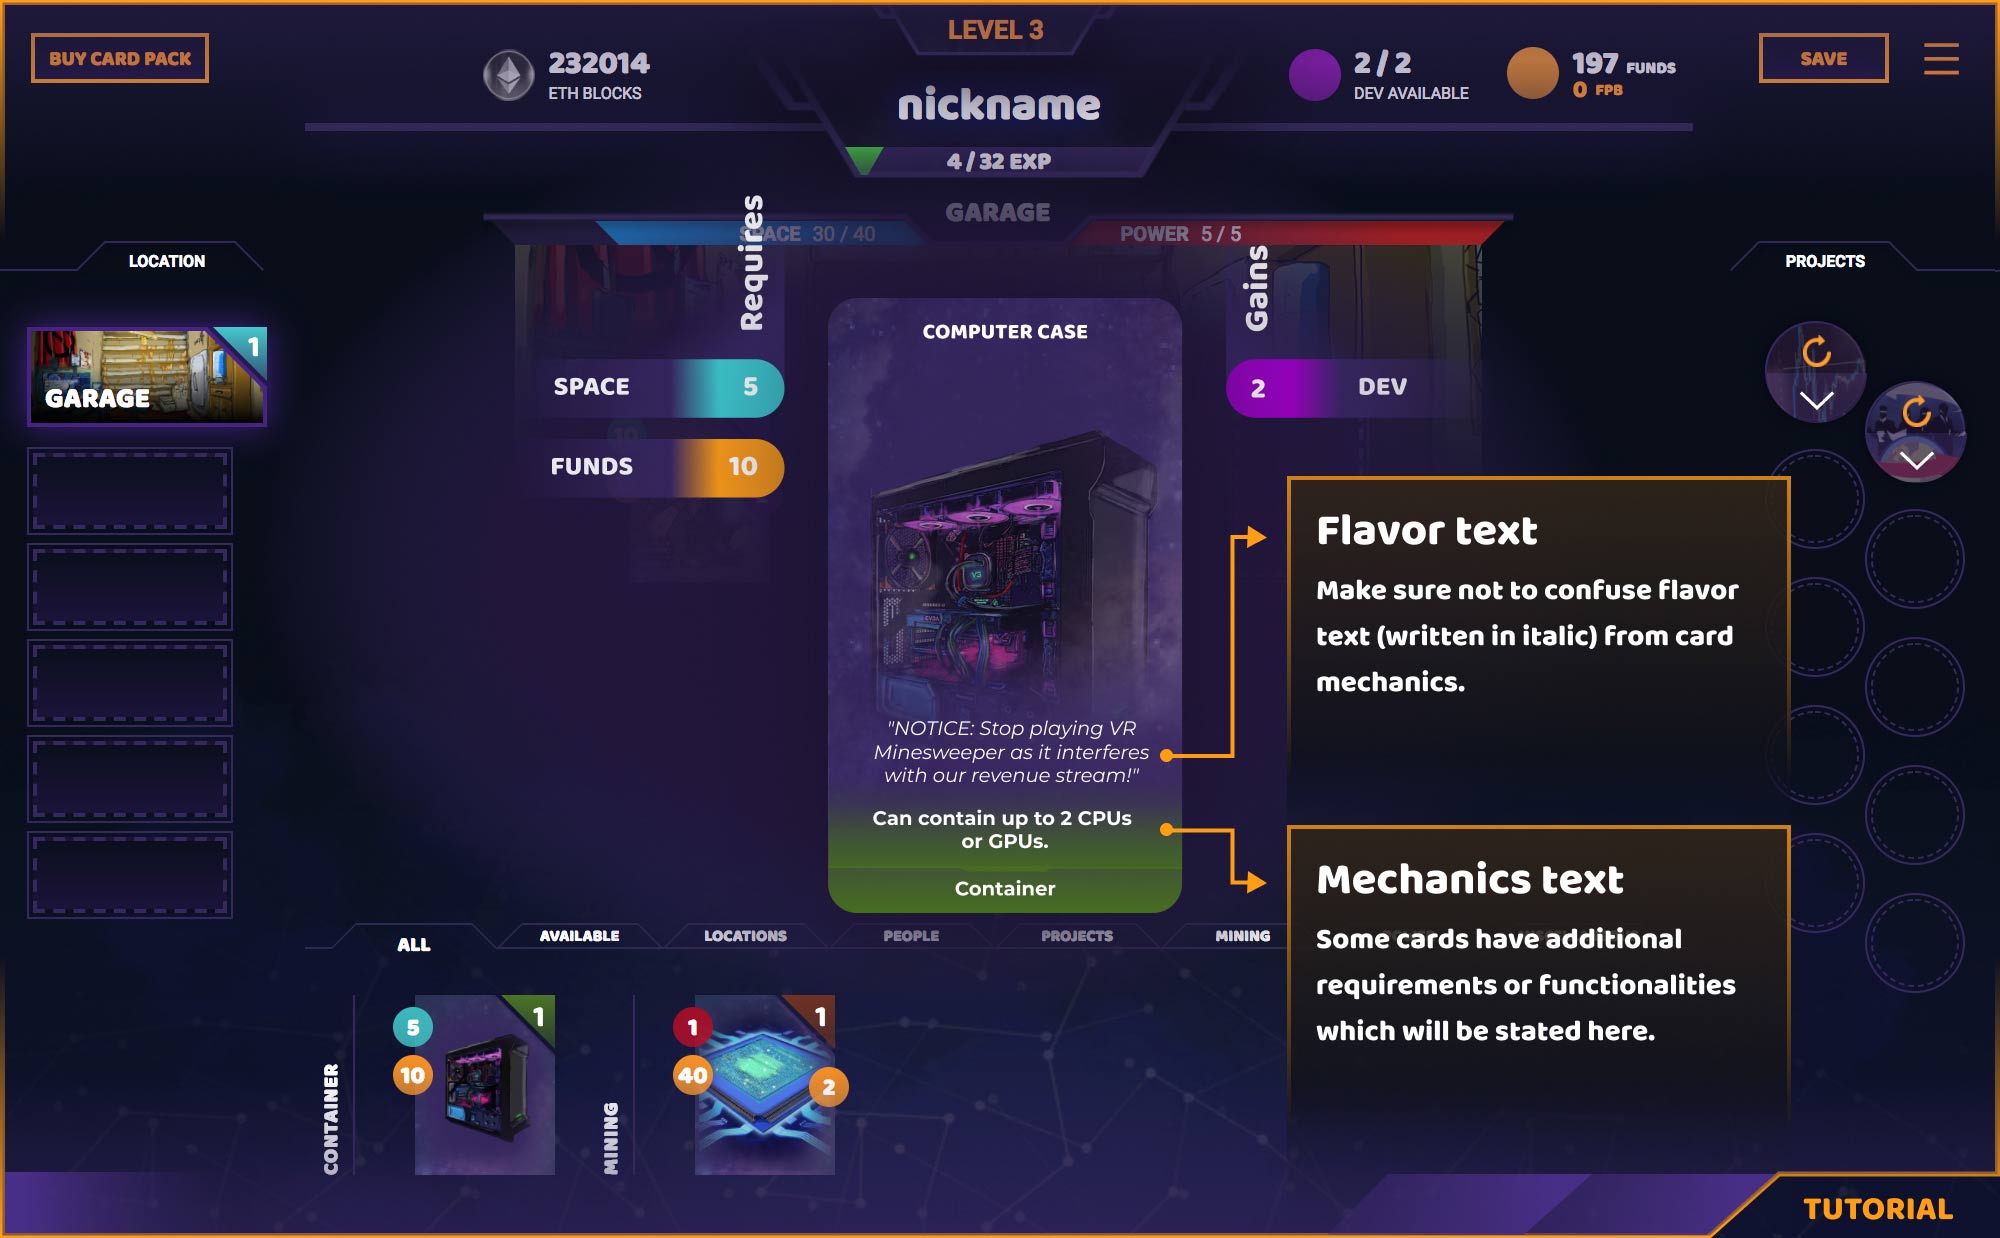 BUY CARD PACK
232014
ETH BLOCKS
LEVEL 3
nickname
4 / 32 EXP
2 / 2
DEV AVAILABLE
197 FUNDS
0 FPB
SAVE
GARAGE
SPACE 30 / 40
POWER 5 / 5
LOCATION
GARAGE
1
PROJECTS
Requires
SPACE 5
FUNDS 10
Gains
2 DEV
COMPUTER CASE
"NOTICE: Stop playing VR
Minesweeper as it interferes
with our revenue stream!"
Can contain up to 2 CPUs
or GPUs.
Container
Flavor text
Make sure not to confuse flavor
text (written in italic) from card
mechanics.
Mechanics text
Some cards have additional
requirements or functionalities
which will be stated here.
ALL
AVAILABLE
LOCATIONS
PEOPLE
PROJECTS
MINING
CONTAINER
5
10
1
MINING
1
40
1
2
TUTORIAL